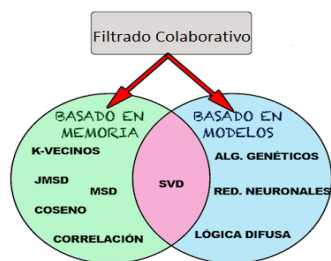 Filtrado Colaborativo
BASADO EN
MEMORIA
BASADO EN
MODELOS
K-VECINOS
JMSD
MSD
COSENO
CORRELACIÓN
SVD
ALG. GENÉTICOS
RED. NEURONALES
LÓGICA DIFUSA